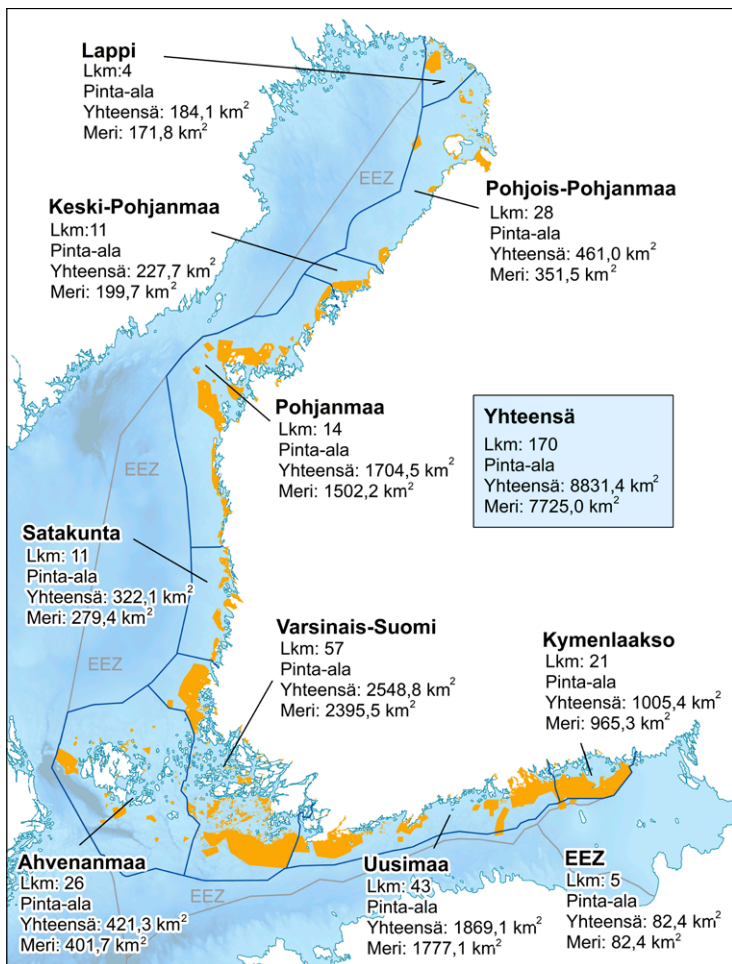 Lappi
Lkm:4
Pinta-ala
Yhteensä: 184,1 km²
Meri: 171,8 km²
EEZ
Pohjois-Pohjanmaa
Lkm: 28
Pinta-ala
Yhteensä: 461,0 km²
Meri: 351,5 km²
Keski-Pohjanmaa
Lkm:11
Pinta-ala
Yhteensä: 227,7 km²
Meri: 199,7 km²
Pohjanmaa
Lkm: 14
Pinta-ala
Yhteensä: 1704,5 km²
Meri: 1502,2 km²
Yhteensä
Lkm: 170
Pinta-ala
Yhteensä: 8831,4 km²
Meri: 7725,0 km²
EEZ
Satakunta
Lkm: 11
Pinta-ala
Yhteensä: 322,1 km²
Meri: 279,4 km²
EEZ
Varsinais-Suomi
Lkm: 57
Pinta-ala
Yhteensä: 2548,8 km²
Meri: 2395,5 km²
Kymenlaakso
Lkm: 21
Pinta-ala
Yhteensä: 1005,4 km²
Meri: 965,3 km²
Ahvenanmaa
Lkm: 26
Pinta-ala
Yhteensä: 421,3 km²
Meri: 401,7 km²
EEZ
Uusimaa
Lkm: 43
Pinta-ala
Yhteensä: 1869,1 km²
Meri: 1777,1 km²
EEZ
Lkm: 5
Pinta-ala
Yhteensä: 82,4 km²
Meri: 82,4 km²